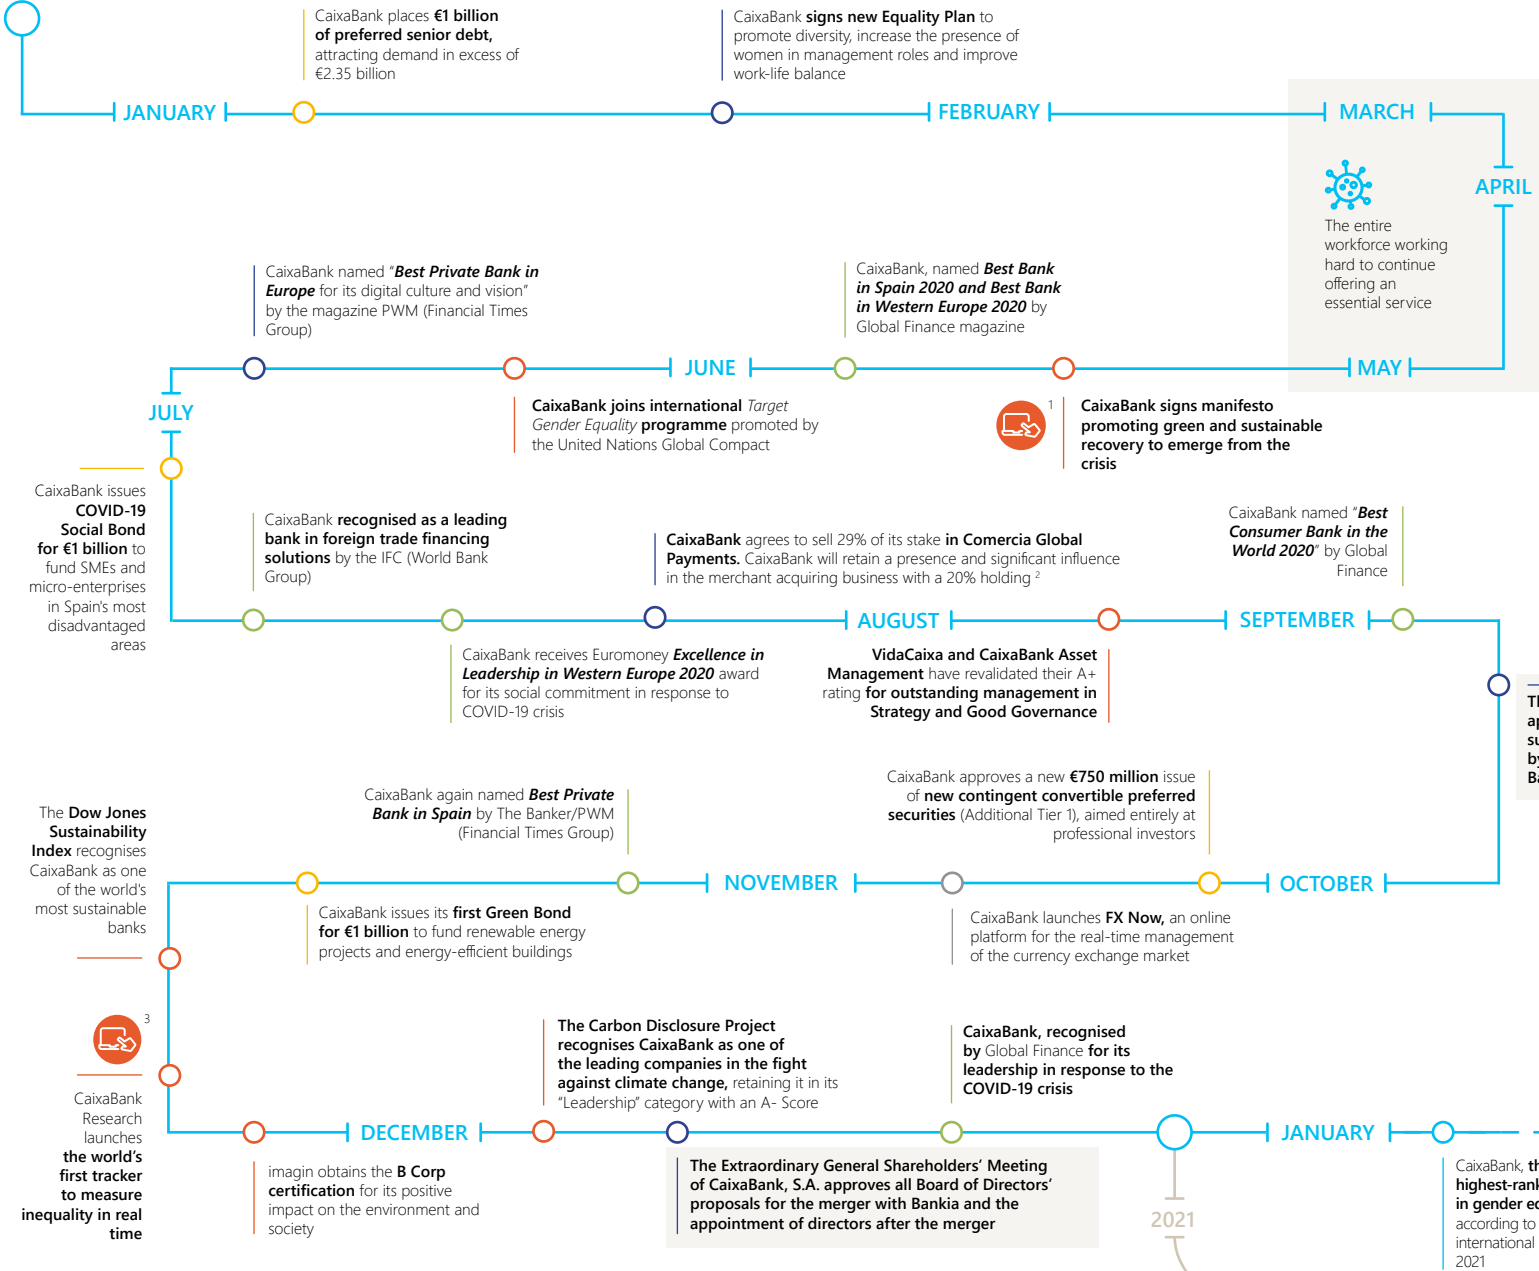 CaixaBank places €1 billion
of preferred senior debt,
attracting demand in excess of
€2.35 billion
CaixaBank signs new Equality Plan to
promote diversity, increase the presence of
women in management roles and improve
work-life balance
JANUARY
FEBRUARY
MARCH
APRIL
The entire
workforce working
hard to continue
offering an
essential service
CaixaBank named “Best Private Bank in
Europe for its digital culture and vision”
by the magazine PWM (Financial Times
Group)
CaixaBank, named Best Bank
in Spain 2020 and Best Bank
in Western Europe 2020 by
Global Finance magazine
MAY
JUNE
JULY
1
CaixaBank signs manifesto
promoting green and sustainable
recovery to emerge from the
crisis
CaixaBank joins international Target
Gender Equality programme promoted by
the United Nations Global Compact
CaixaBank issues
COVID-19
Social Bond
for €1 billion to
fund SMEs and
micro-enterprises
in Spain's most
disadvantaged
areas
CaixaBank recognised as a leading
bank in foreign trade financing
solutions by the IFC (World Bank
Group)
CaixaBank agrees to sell 29% of its stake in Comercia Global
Payments. CaixaBank will retain a presence and significant influence
in the merchant acquiring business with a 20% holding 2
CaixaBank named “Best
Consumer Bank in the
World 2020” by Global
Finance
AUGUST
SEPTEMBER
CaixaBank receives Euromoney Excellence in
Leadership in Western Europe 2020 award
for its social commitment in response to
COVID-19 crisis
VidaCaixa and CaixaBank Asset
Management have revalidated their A+
rating for outstanding management in
Strategy and Good Governance
CaixaBank approves a new €750 million issue
of new contingent convertible preferred
securities (Additional Tier 1), aimed entirely at
professional investors
CaixaBank again named Best Private
Bank in Spain by The Banker/PWM
(Financial Times Group)
The Dow Jones
Sustainability
Index recognises
CaixaBank as one
of the world's
most sustainable
banks
OCTOBER
NOVEMBER
CaixaBank launches FX Now, an online
platform for the real-time management
of the currency exchange market
CaixaBank issues its first Green Bond
for €1 billion to fund renewable energy
projects and energy-efficient buildings
3
CaixaBank
Research
launches
the world’s
first tracker
to measure
inequality in real
time
The Carbon Disclosure Project
recognises CaixaBank as one of
the leading companies in the fight
against climate change, retaining it in its
“Leadership” category with an A- Score
CaixaBank, recognised
by Global Finance for its
leadership in response to the
COVID-19 crisis
DECEMBER
JANUARY
imagin obtains the B Corp
certification for its positive
impact on the environment and
society
The Extraordinary General Shareholders’ Meeting
of CaixaBank, S.A. approves all Board of Directors’
proposals for the merger with Bankia and the
appointment of directors after the merger
2021
CaixaBank,
in gender
according to
international
2021